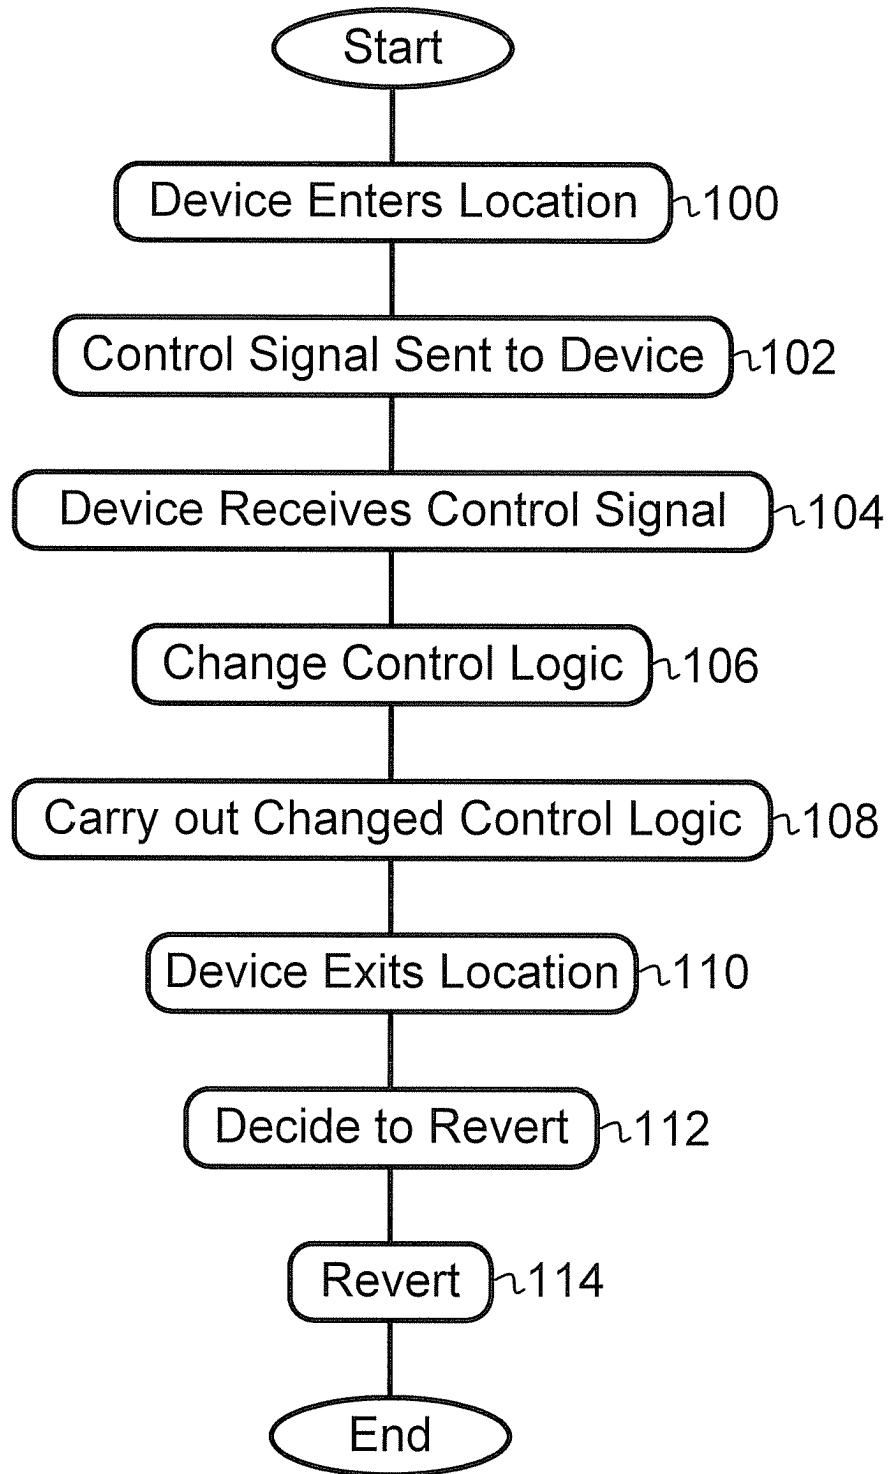 Start
Device Enters Location 100
Control Signal Sent to Device 102
Device Receives Control Signal 104
Change Control Logic 106
Carry out Changed Control Logic 108
Device Exits Location 110
Decide to Revert 112
Revert 114
End